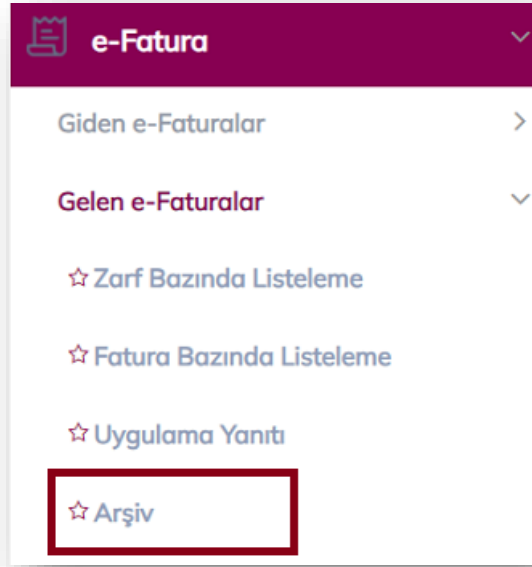 e-Fatura
Giden e-Faturalar
Gelen e-Faturalar
Zarf Bazında Listeleme
Fatura Bazında Listeleme
Uygulama Yanıtı
Arşiv